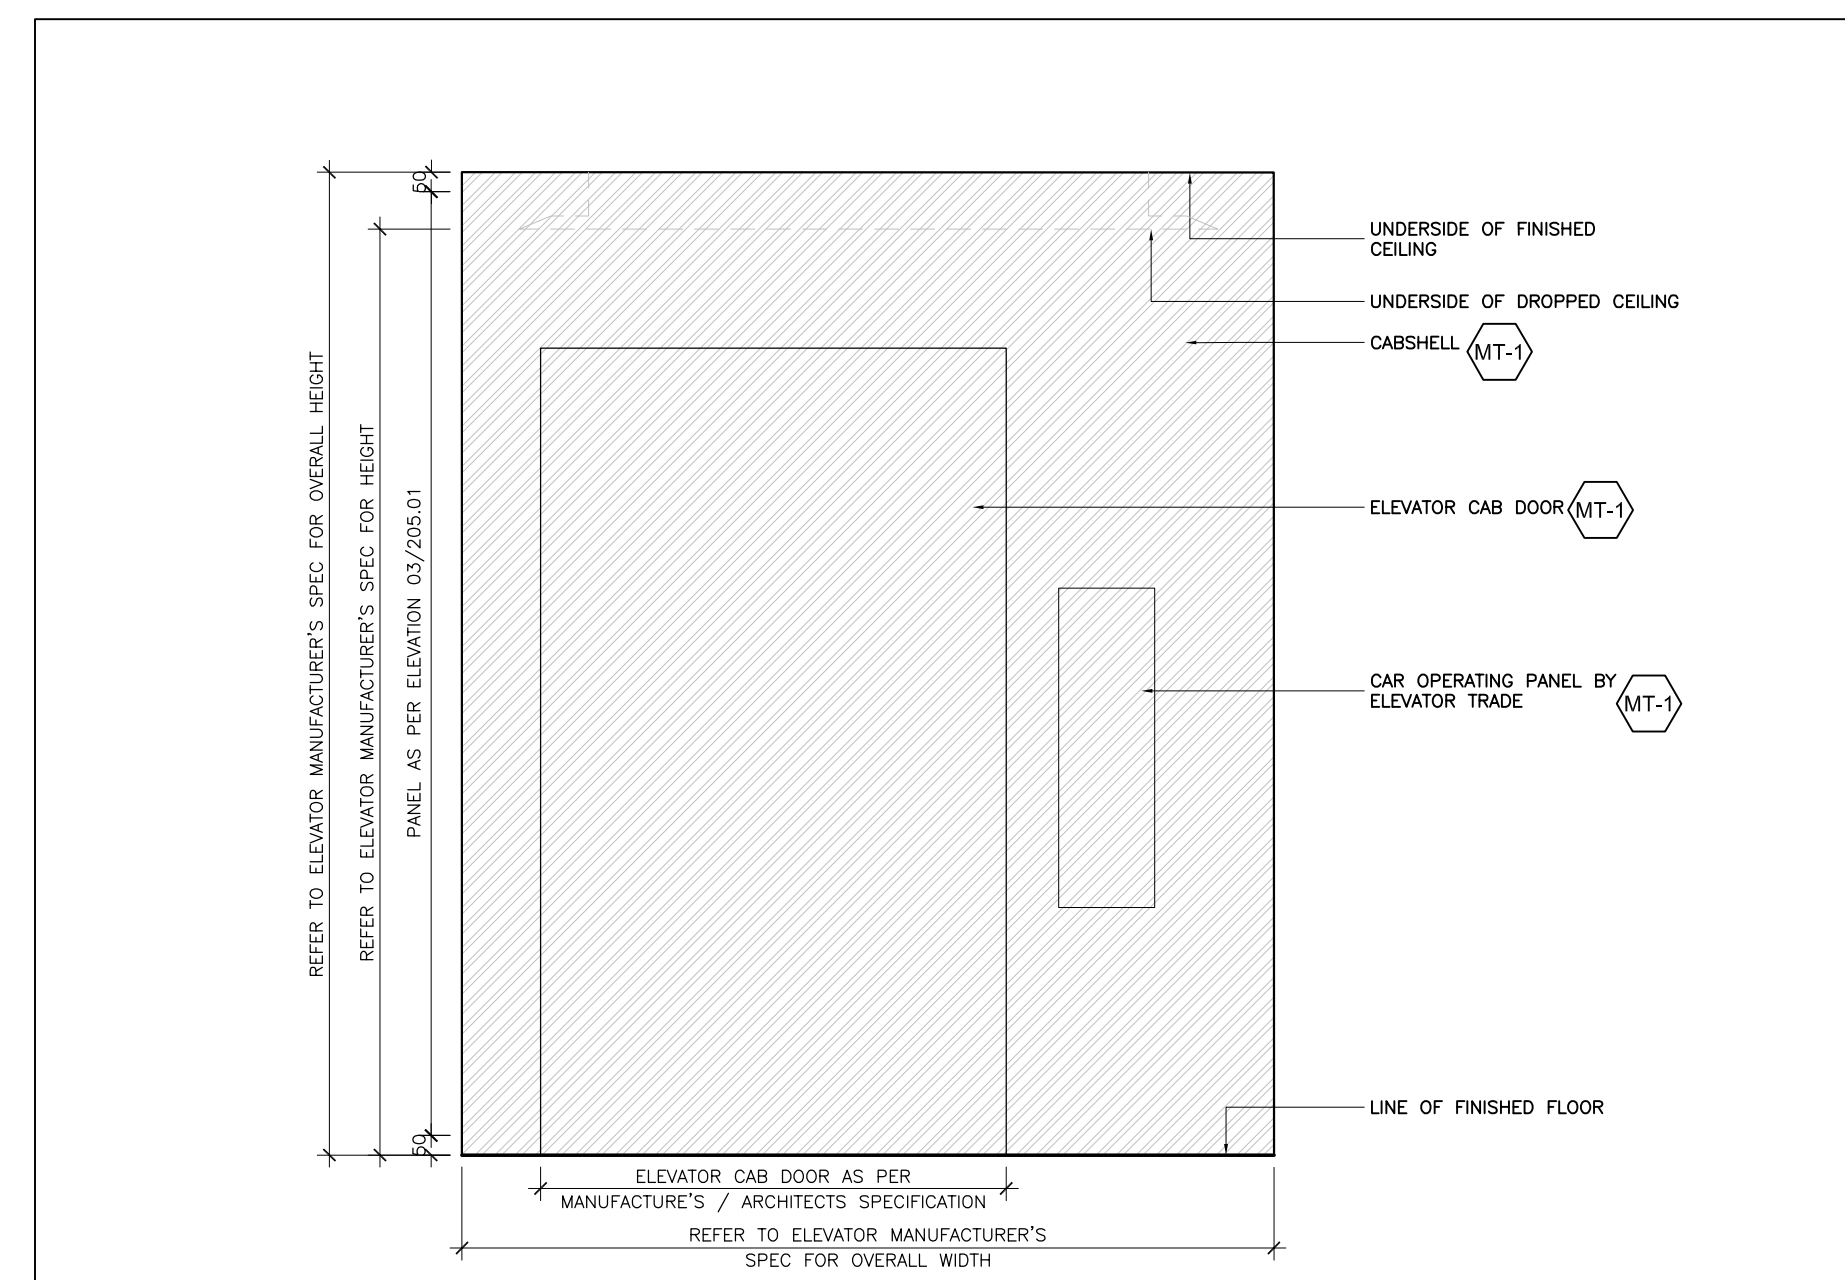 50
REFER TO ELEVATOR MANUFACTURER'S SPEC FOR OVERALL HEIGHT
REFER TO ELEVATOR MANUFACTURER'S SPEC FOR HEIGHT
PANEL AS PER ELEVATION 03/205.01
50
UNDERSIDE OF FINISHED
CEILING
UNDERSIDE OF DROPPED CEILING
CABSHELL MT-1
ELEVATOR CAB DOOR MT-1
CAR OPERATING PANEL BY
ELEVATOR TRADE MT-1
LINE OF FINISHED FLOOR
ELEVATOR CAB DOOR AS PER
MANUFACTURE'S / ARCHITECTS SPECIFICATION
REFER TO ELEVATOR MANUFACTURER'S
SPEC FOR OVERALL WIDTH